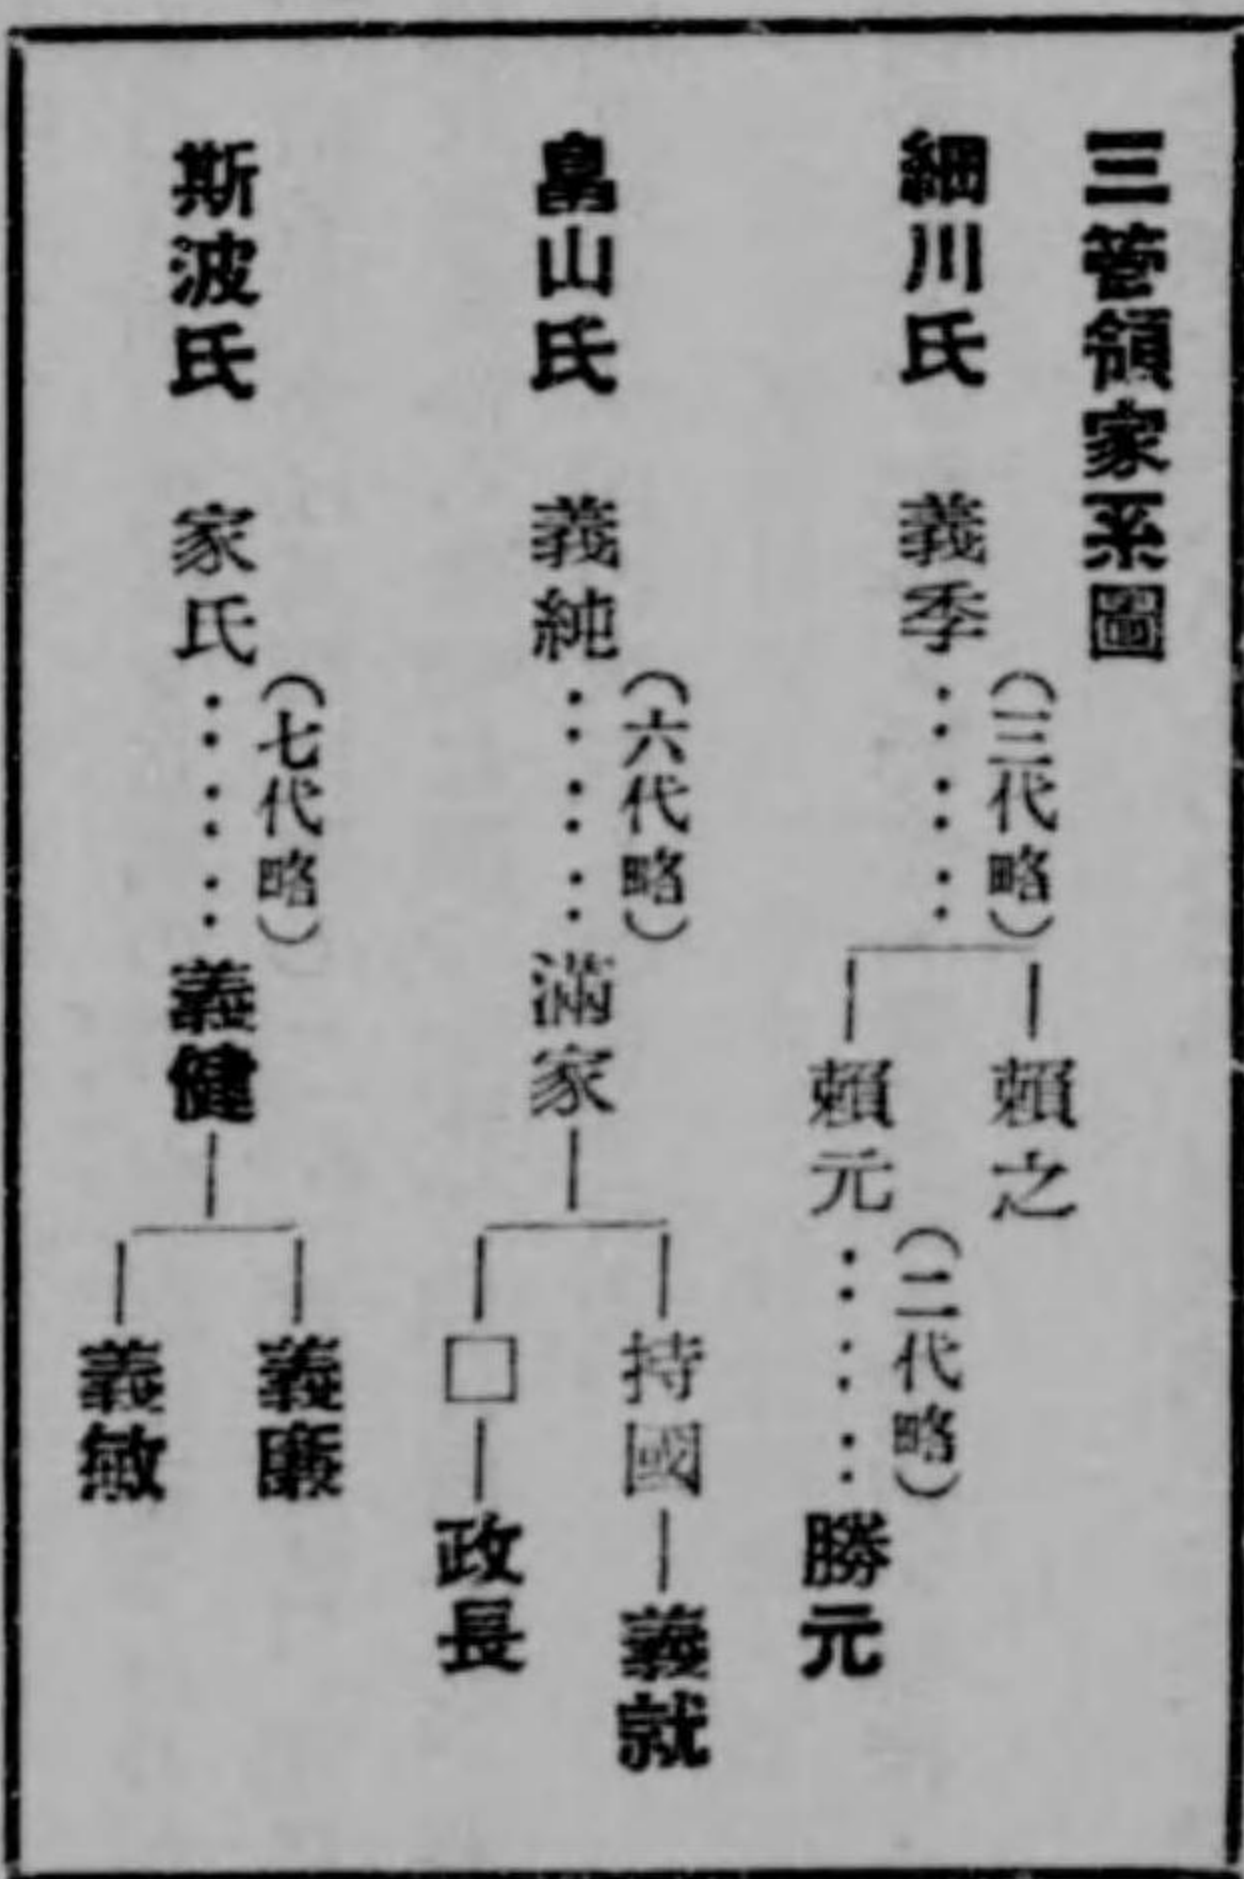 三管領家系圖
細川氏 義季……(三代略)
賴之
賴元……(二代略)勝元
畠山氏 義純……(六代略)滿家
持國―義就
□―政長
斯波氏 家氏……(七代略)義健
義廉
義敏